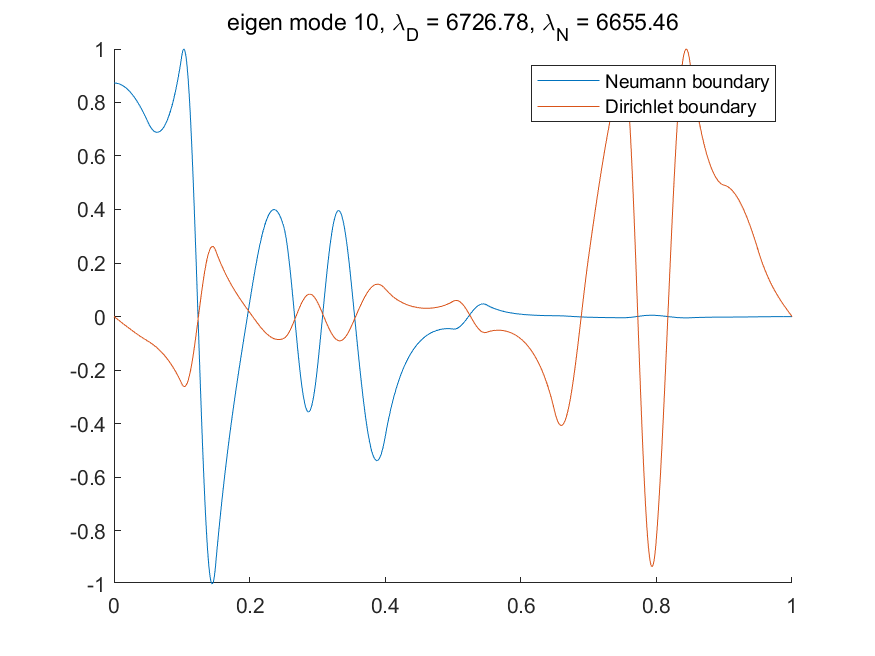 eigen mode 10, λ_D = 6726.78, λ_N = 6655.46
Neumann boundary
Dirichlet boundary
1
0.8
0.6
0.4
0.2
0
-0.2
-0.4
-0.6
-0.8
-1
0 0.2 0.4 0.6 0.8 1